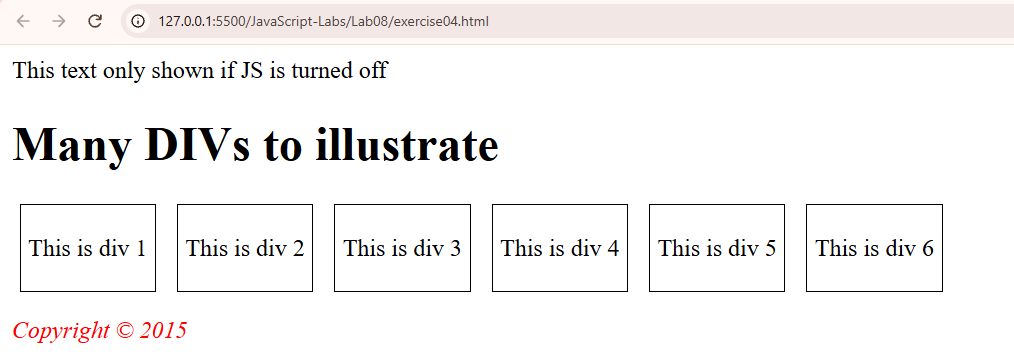 127.0.0.1:5500/JavaScript-Labs/Lab08/exercise04.html
This text only shown if JS is turned off
Many DIVs to illustrate
This is div 1 This is div 2 This is div 3 This is div 4 This is div 5 This is div 6
Copyright © 2015